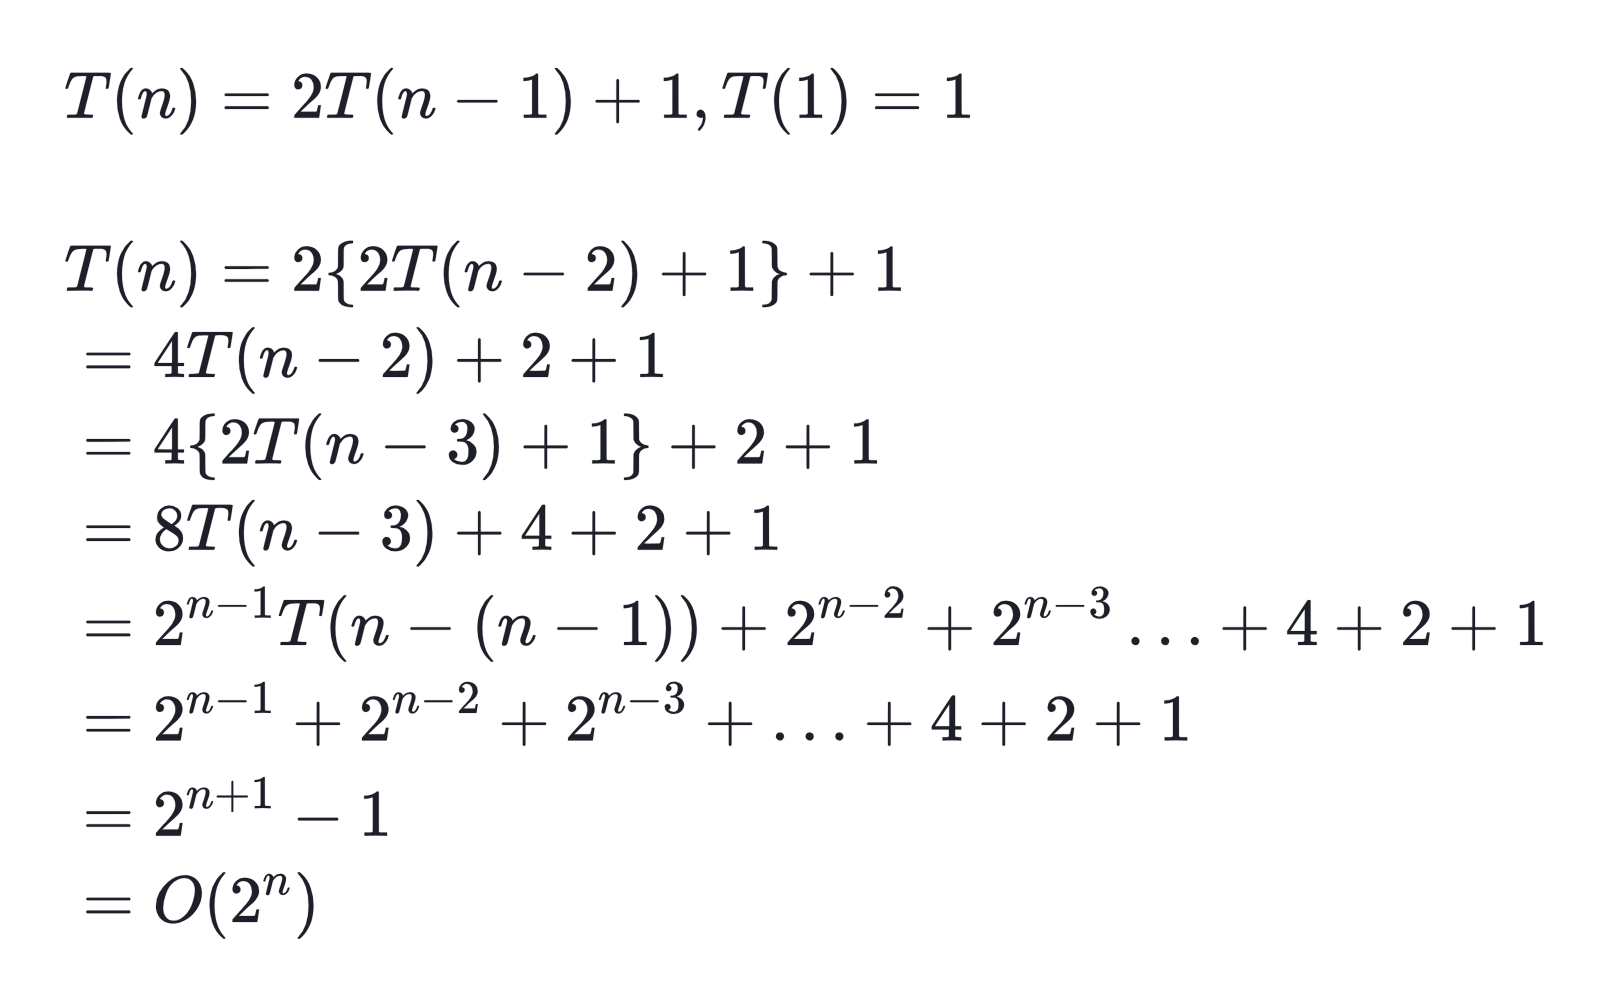 T(n) = 2T(n − 1) + 1, T(1) = 1
T(n) = 2{2T(n − 2) + 1} + 1
= 4T(n − 2) + 2 + 1
= 4{2T(n − 3) + 1} + 2 + 1
= 8T(n − 3) + 4 + 2 + 1
= 2^{n−1}T(n − (n − 1)) + 2^{n−2} + 2^{n−3} ... + 4 + 2 + 1
= 2^{n−1} + 2^{n−2} + 2^{n−3} + ... + 4 + 2 + 1
= 2^{n+1} − 1
= O(2^n)